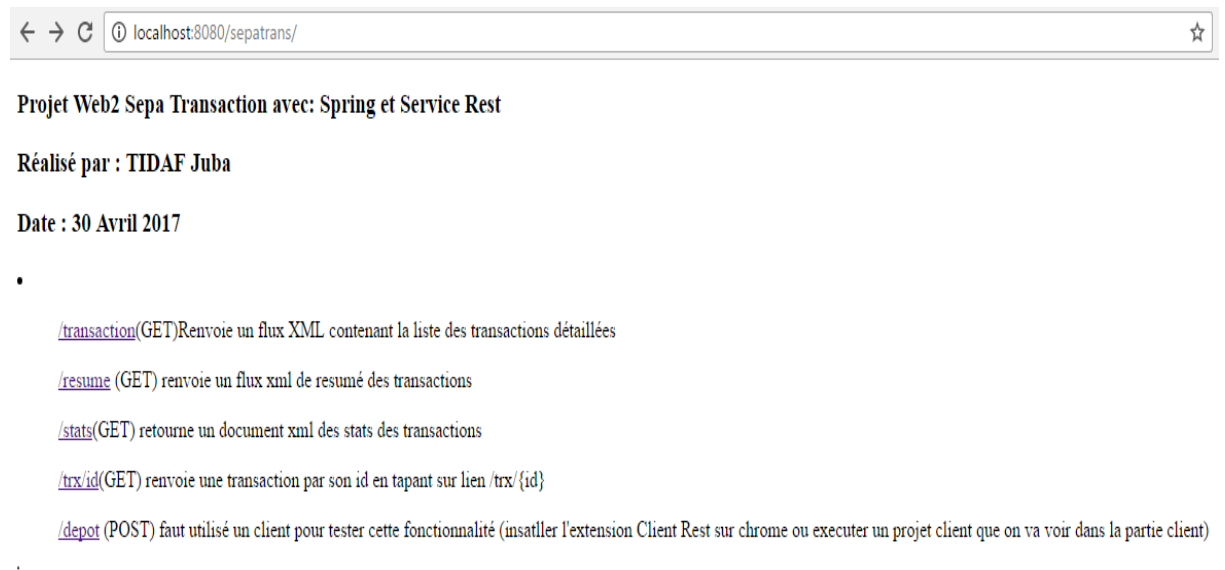 localhost:8080/sepatrans/
Projet Web2 Sepa Transaction avec: Spring et Service Rest
Réalisé par : TIDAF Juba
Date : 30 Avril 2017
/transaction(GET)Renvoie un flux XML contenant la liste des transactions détaillées
/resume (GET) renvoie un flux xml de resumé des transactions
/stats(GET) retourne un document xml des stats des transactions
/trx/id(GET) renvoie une transaction par son id en tapant sur lien /trx/{id}
/depot (POST) faut utilisé un client pour tester cette fonctionnalité (insatller l'extension Client Rest sur chrome ou executer un projet client que on va voir dans la partie client)